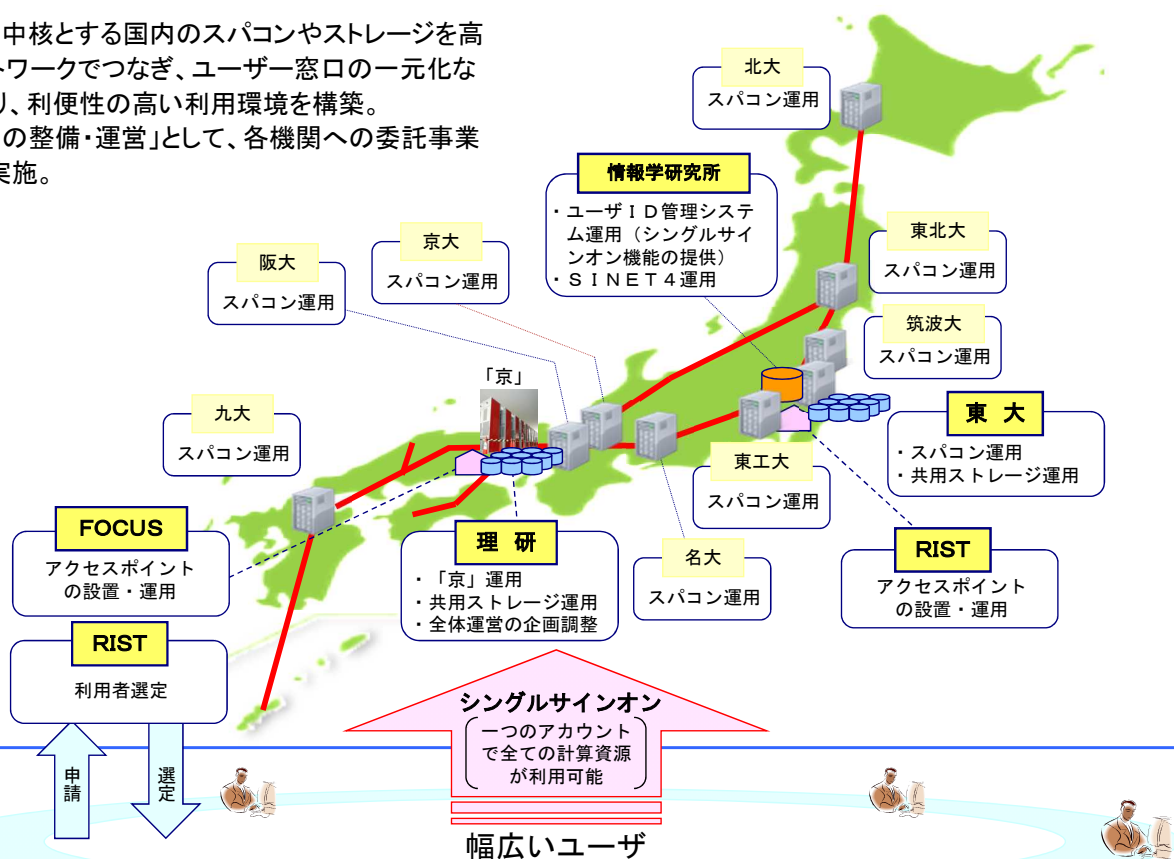 中核とする国内のスパコンやストレージを高
トワークでつなぎ、ユーザー窓口の一元化な
り、利便性の高い利用環境を構築。
の整備・運営」として、各機関への委託事業
実施。
北大
スパコン運用
情報学研究所
・ユーザＩＤ管理システ
ム運用（シングルサイ
ンオン機能の提供）
・ＳＩＮＥＴ４運用
東北大
スパコン運用
京大
スパコン運用
阪大
スパコン運用
筑波大
スパコン運用
「京」
九大
スパコン運用
東 大
・スパコン運用
・共用ストレージ運用
東工大
スパコン運用
FOCUS
アクセスポイント
の設置・運用
理 研
・「京」運用
・共用ストレージ運用
・全体運営の企画調整
名大
スパコン運用
RIST
アクセスポイント
の設置・運用
RIST
利用者選定
申請
選定
シングルサインオン
一つのアカウント
で全ての計算資源
が利用可能
幅広いユーザ